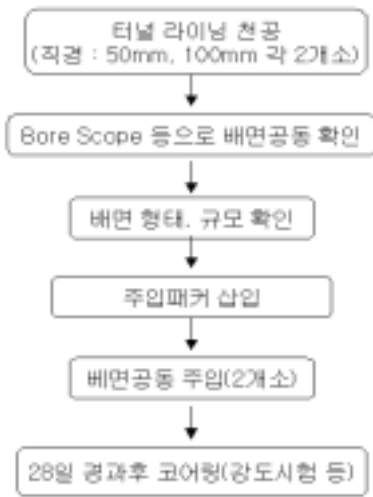 터널 라이닝 천공
(직경 : 50mm, 100mm 각 2개소)
Bore Scope 등으로 배면공동 확인
배면 형태, 규모 확인
주입패커 삽입
베면공동 주입(2개소)
28일 경과후 코어링(강도시험 등)